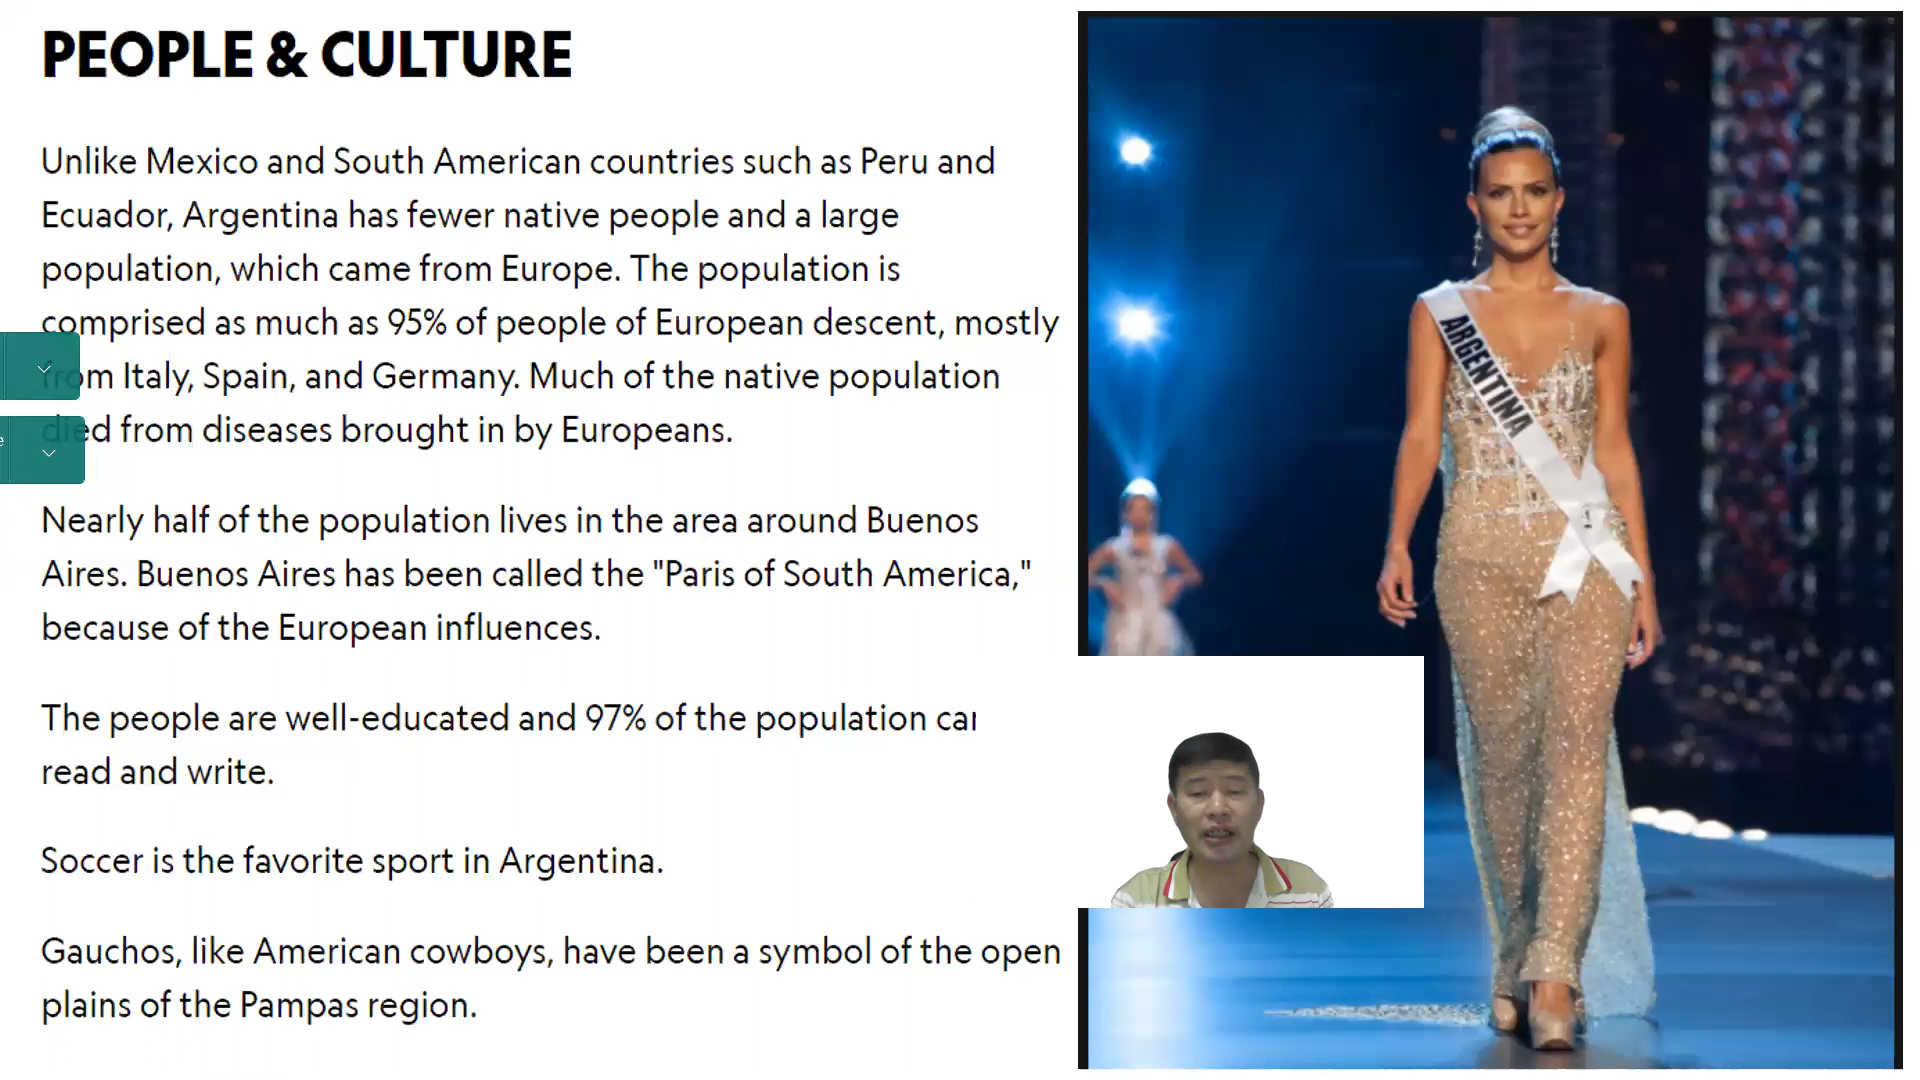 PEOPLE & CULTURE
Unlike Mexico and South American countries such as Peru and
Ecuador, Argentina has fewer native people and a large
population, which came from Europe. The population is
comprised as much as 95% of people of European descent, mostly
from Italy, Spain, and Germany. Much of the native population
died from diseases brought in by Europeans.
Nearly half of the population lives in the area around Buenos
Aires. Buenos Aires has been called the "Paris of South America,"
because of the European influences.
The people are well-educated and 97% of the population
read and write.
Soccer is the favorite sport in Argentina.
Gauchos, like American cowboys, have been a symbol of the open
plains of the Pampas region.
ARGENTINA